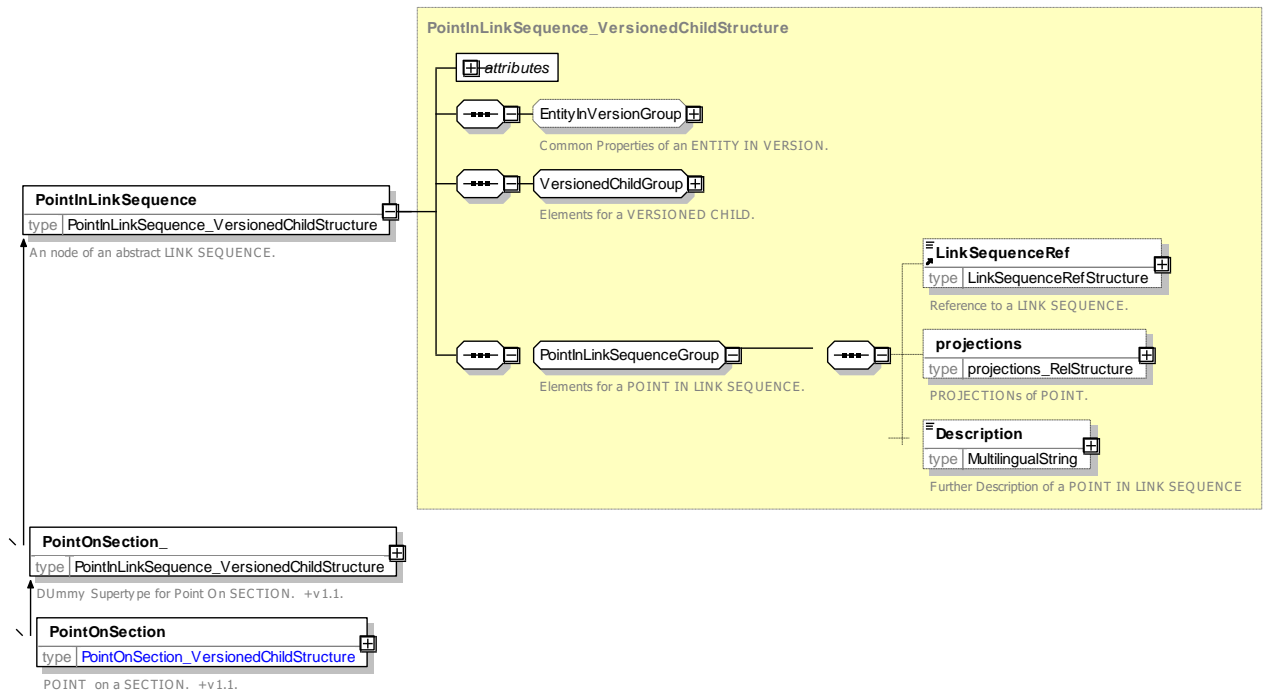 PointInLinkSequence_VersionedChildStructure
attributes
EntityInVersionGroup
Common Properties of an ENTITY IN VERSION.
VersionedChildGroup
Elements for a VERSIONED CHILD.
PointInLinkSequence
type PointInLinkSequence_VersionedChildStructure
An node of an abstract LINK SEQUENCE.
LinkSequenceRef
type LinkSequenceRefStructure
Reference to a LINK SEQUENCE.
PointInLinkSequenceGroup
Elements for a POINT IN LINK SEQUENCE.
projections
type projections_RelStructure
PROJECTIONs of POINT.
Description
type MultilingualString
Further Description of a POINT IN LINK SEQUENCE
PointOnSection_
type PointInLinkSequence_VersionedChildStructure
DUmmy Supertype for Point On SECTION. +v1.1.
PointOnSection
type PointOnSection_VersionedChildStructure
POINT on a SECTION. +v1.1.